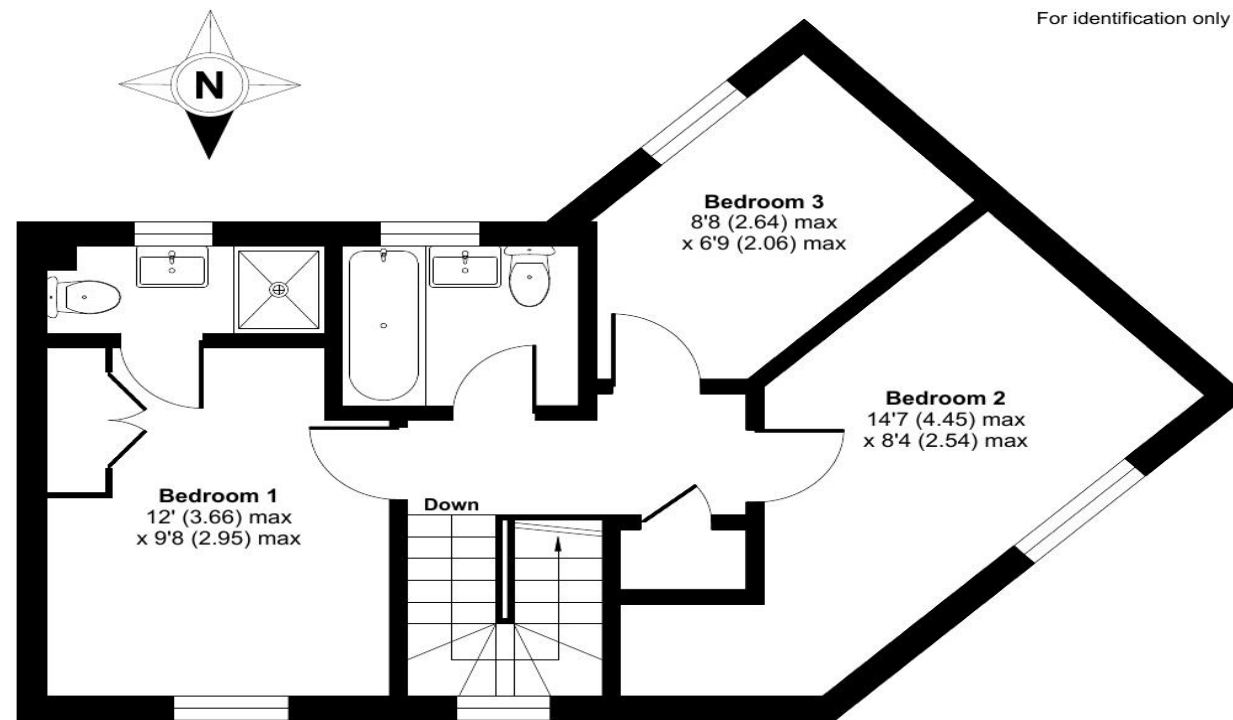 For identification only
N
Bedroom 3
8'8 (2.64) max
x 6'9 (2.06) max
Bedroom 2
14'7 (4.45) max
x 8'4 (2.54) max
Bedroom 1
12' (3.66) max
x 9'8 (2.95) max
Down